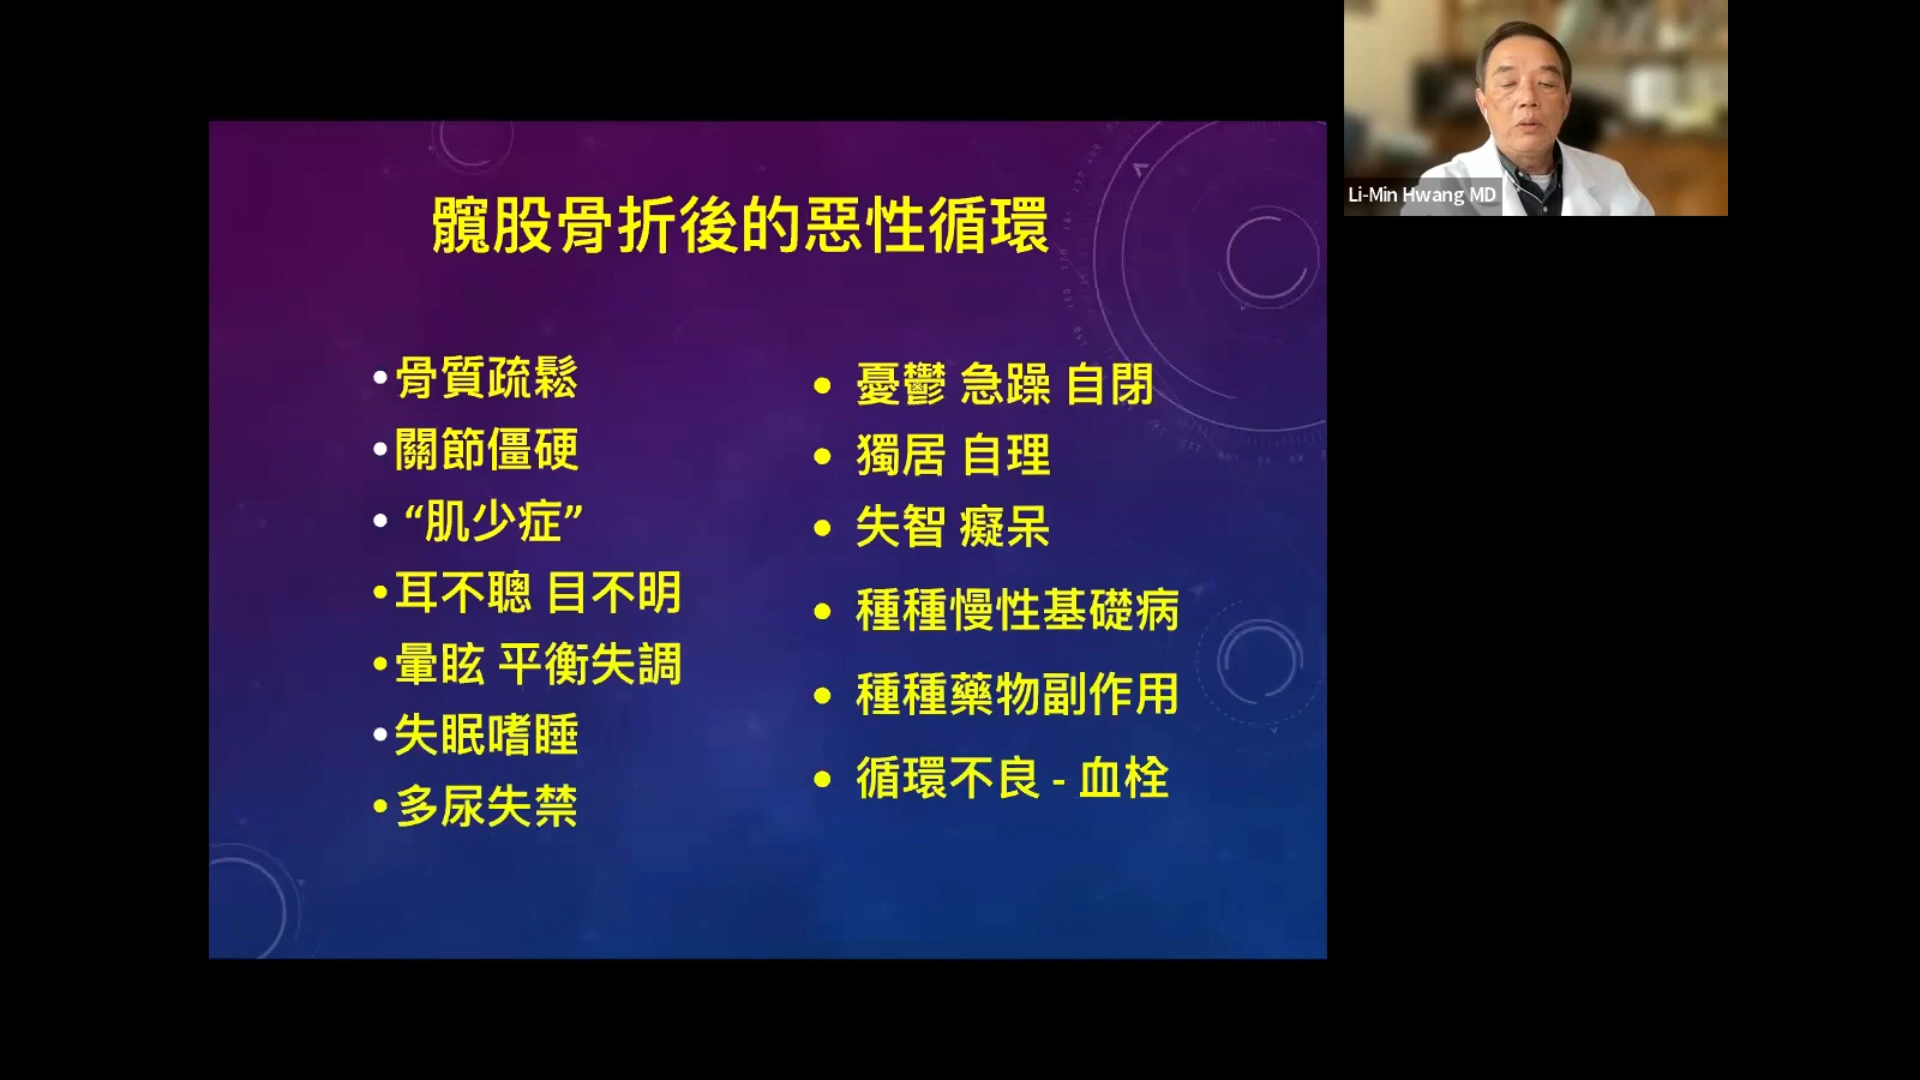 髖股骨折後的惡性循環
•骨質疏鬆
•關節僵硬
• “肌少症”
•耳不聰 目不明
•暈眩 平衡失調
•失眠嗜睡
•多尿失禁
• 憂鬱 急躁 自閉
• 獨居 自理
• 失智 癡呆
• 種種慢性基礎病
• 種種藥物副作用
• 循環不良 - 血栓
Li-Min Hwang MD